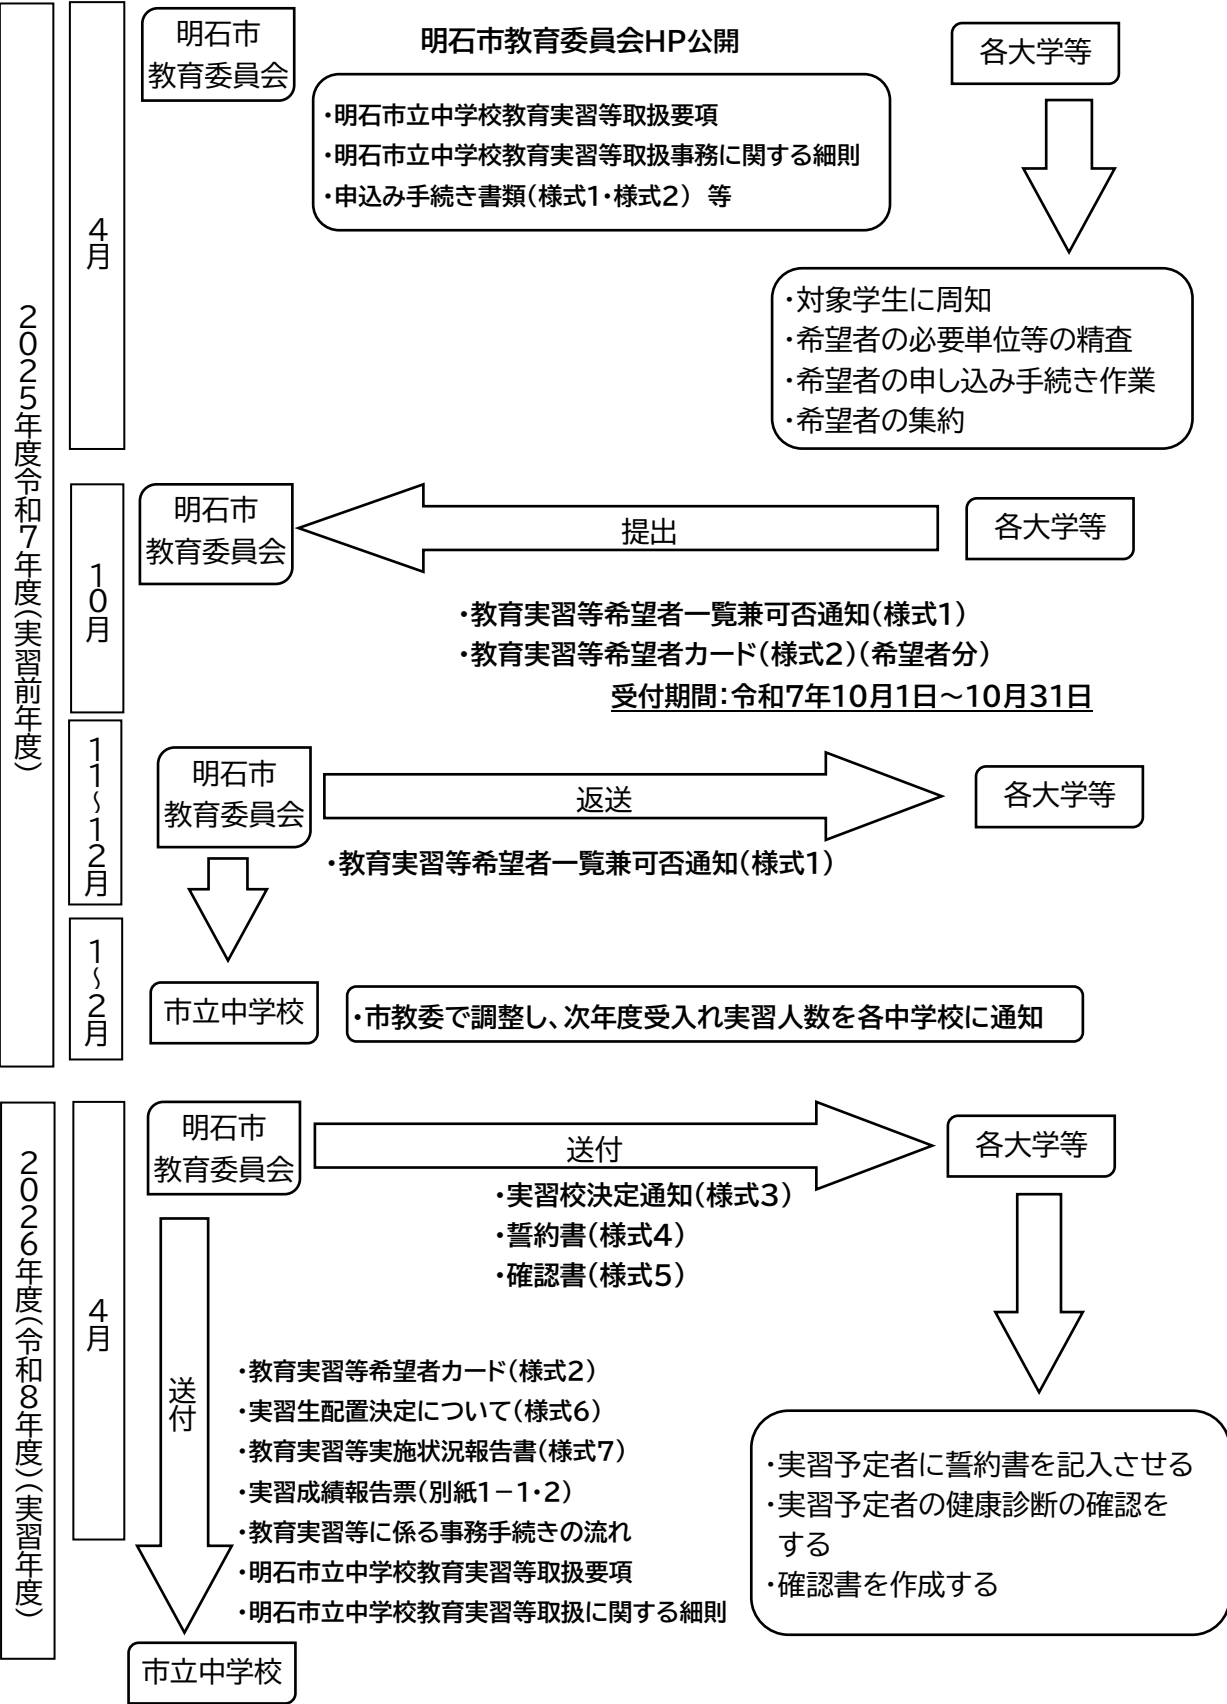 2025年度令和7年度(実習前年度)
4月
明石市
教育委員会
明石市教育委員会HP公開
各大学等
・明石市立中学校教育実習等取扱要項
・明石市立中学校教育実習等取扱事務に関する細則
・申込み手続き書類(様式1・様式2) 等
・対象学生に周知
・希望者の必要単位等の精査
・希望者の申し込み手続き作業
・希望者の集約
10月
明石市
教育委員会
提出
各大学等
・教育実習等希望者一覧兼可否通知(様式1)
・教育実習等希望者カード(様式2)(希望者分)
受付期間:令和7年10月1日~10月31日
11~12月
明石市
教育委員会
返送
各大学等
・教育実習等希望者一覧兼可否通知(様式1)
1~2月
市立中学校
・市教委で調整し、次年度受入れ実習人数を各中学校に通知
2026年度(令和8年度)(実習年度)
4月
明石市
教育委員会
送付
各大学等
・実習校決定通知(様式3)
・誓約書(様式4)
・確認書(様式5)
送付
・教育実習等希望者カード(様式2)
・実習生配置決定について(様式6)
・教育実習等実施状況報告書(様式7)
・実習成績報告票(別紙1-1・2)
・教育実習等に係る事務手続きの流れ
・明石市立中学校教育実習等取扱要項
・明石市立中学校教育実習等取扱に関する細則
・実習予定者に誓約書を記入させる
・実習予定者の健康診断の確認を
する
・確認書を作成する
市立中学校